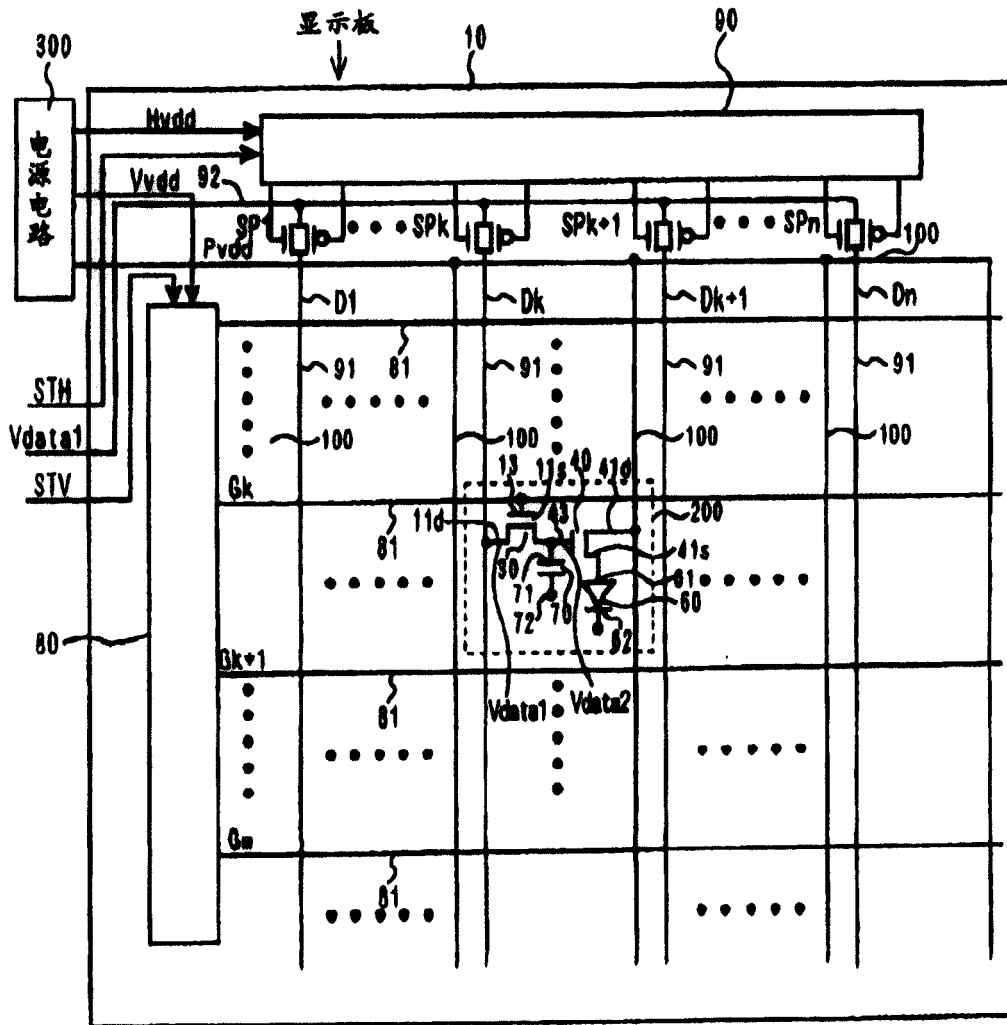 显示板
300
10
90
电源电路
Hvdd
Vvdd
92
SP1
SPk
SPk+1
SPn
Pvdd
100
D1
Dk
Dk+1
Dn
81
91
91
91
91
STH
Vdata1
STV
100
100
100
100
Gk
13
11s
40
41d
200
81
11d
30
43
41s
71
70
61
60
72
62
80
Gk+1
81
Vdata1
Vdata2
Gm
81